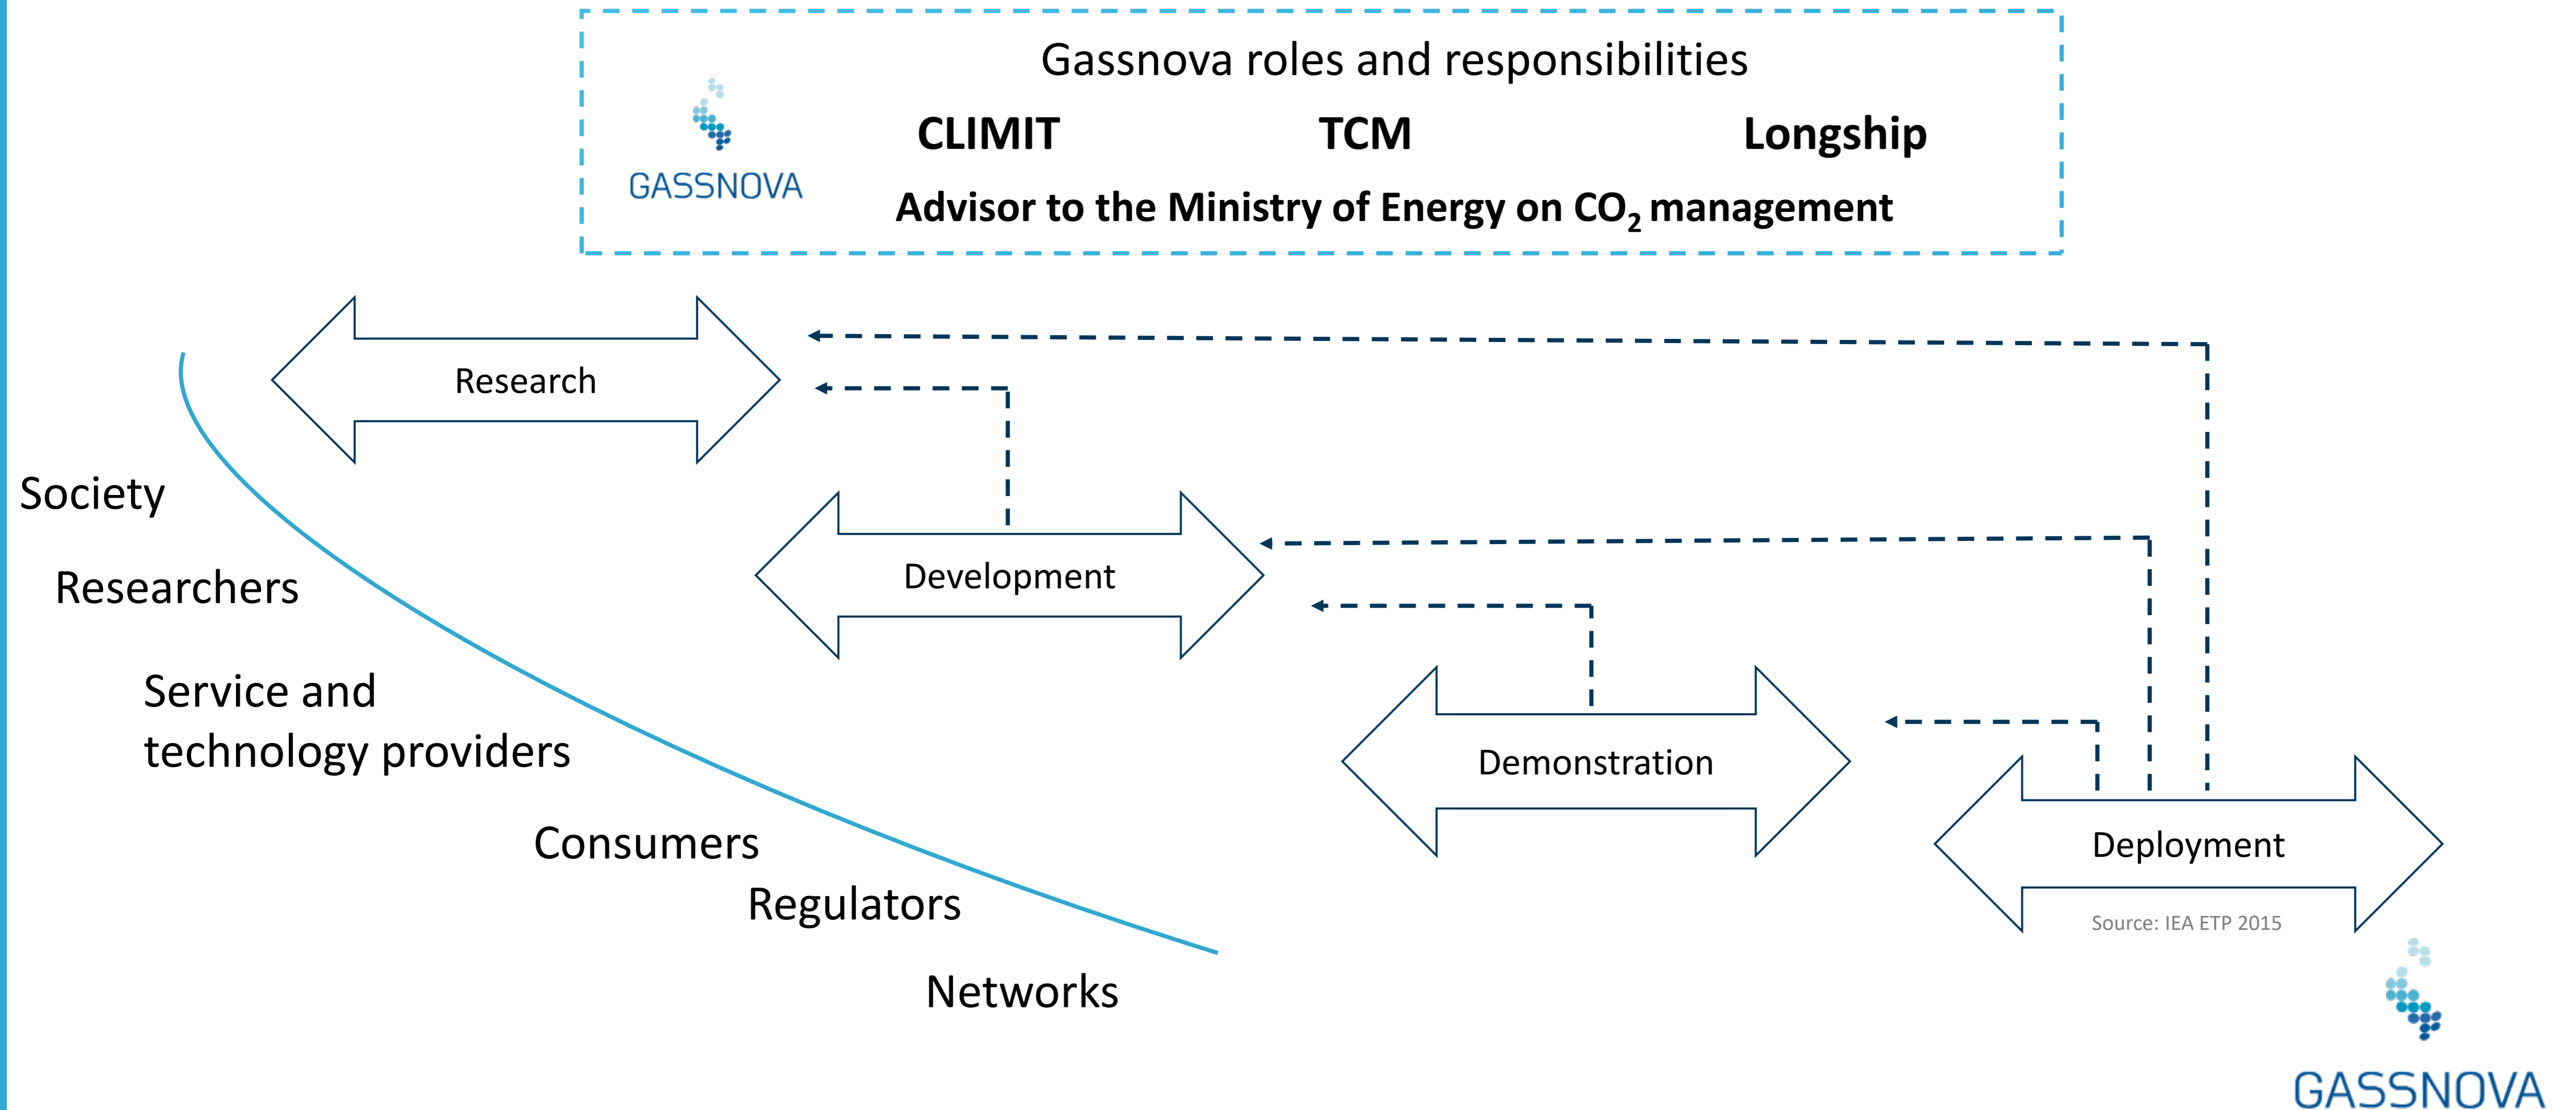 Gassnova roles and responsibilities
CLIMIT TCM Longship
GASSNOVA
Advisor to the Ministry of Energy on CO₂ management
Research
Society
Development
Researchers
Service and
technology providers
Demonstration
Consumers
Deployment
Regulators
Source: IEA ETP 2015
Networks
GASSNOVA